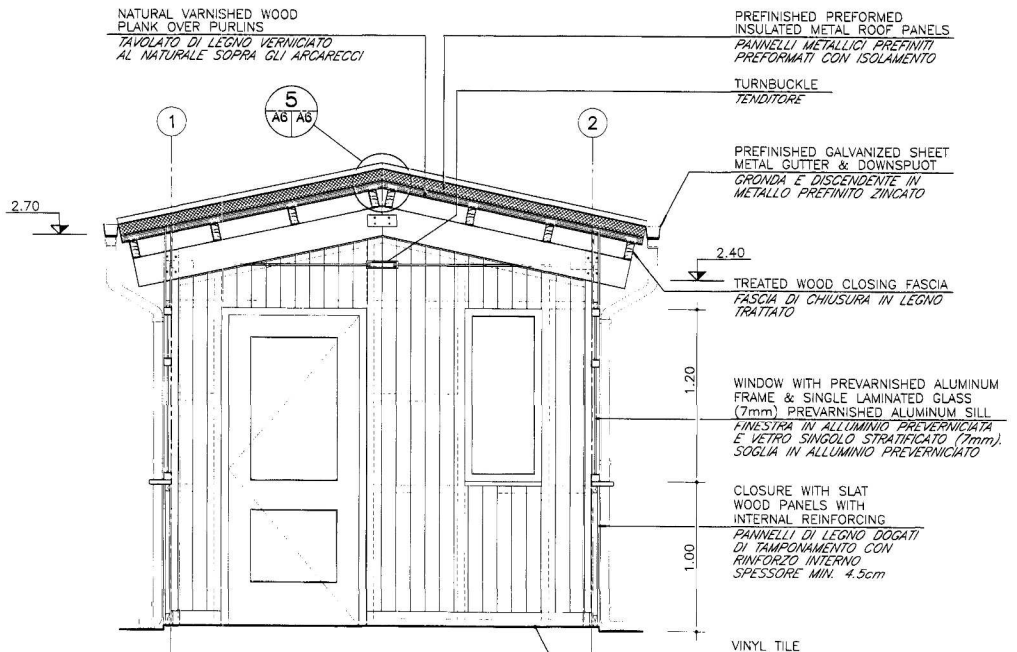 NATURAL VARNISHED WOOD
PLANK OVER PURLINS
TAVOLATO DI LEGNO VERNICIATO
AL NATURALE SOPRA GLI ARCARECCI
PREFINISHED PREFORMED
INSULATED METAL ROOF PANELS
PANNELLI METALLICI PREFINITI
PREFORMATI CON ISOLAMENTO
TURNBUCKLE
TENDITORE
5
A6 A6
1
2
PREFINISHED GALVANIZED SHEET
METAL GUTTER & DOWNSPUOT
GRONDA E DISCENDENTE IN
METALLO PREFINITO ZINCATO
2.70
2.40
TREATED WOOD CLOSING FASCIA
FASCIA DI CHIUSURA IN LEGNO
TRATTATO
1.20
WINDOW WITH PREVARNISHED ALUMINUM
FRAME & SINGLE LAMINATED GLASS
(7mm) PREVARNISHED ALUMINUM SILL
FINESTRA IN ALLUMINIO PREVERNICIATA
E VETRO SINGOLO STRATIFICATO (7mm).
SOGLIA IN ALLUMINIO PREVERNICIATO
CLOSURE WITH SLAT
WOOD PANELS WITH
INTERNAL REINFORCING
PANNELLI DI LEGNO DOGATI
DI TAMPONAMENTO CON
RINFORZO INTERNO
SPESSORE MIN. 4.5cm
1.00
VINYL TILE